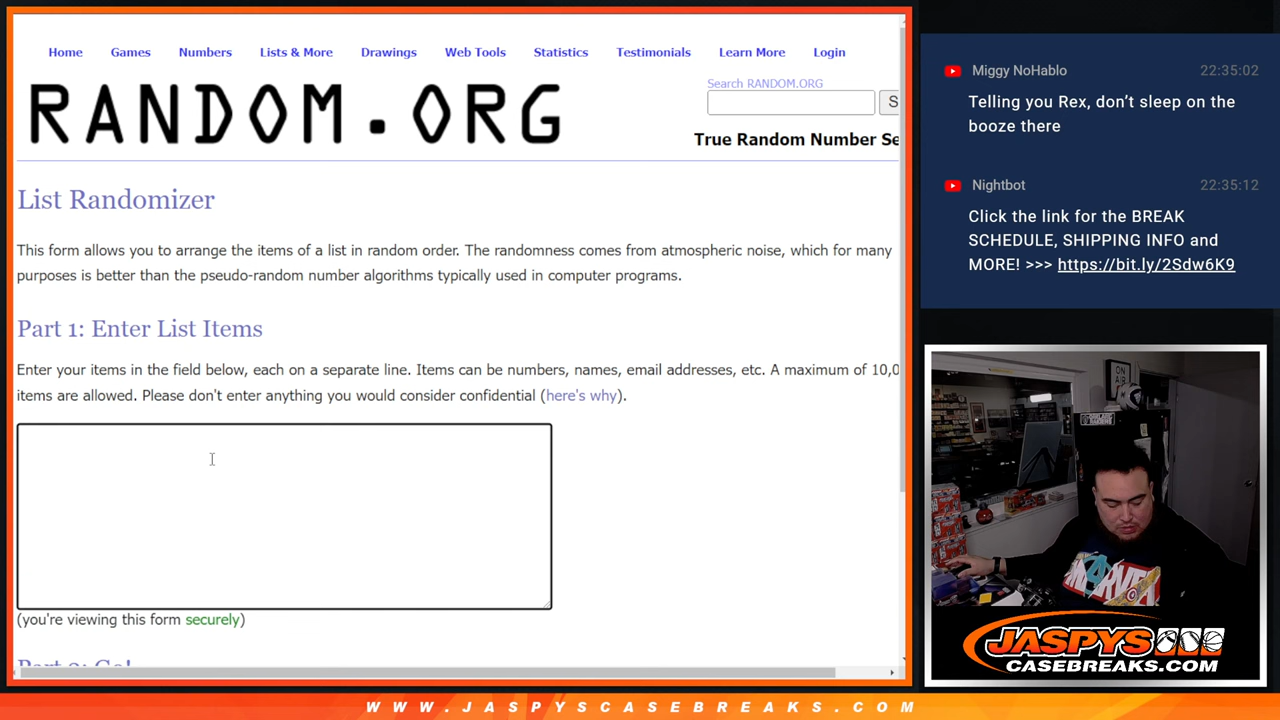 Home Games Numbers Lists & More Drawings Web Tools Statistics Testimonials Learn More Login
RANDOM.ORG
Search RANDOM.ORG
S
True Random Number Se
List Randomizer
This form allows you to arrange the items of a list in random order. The randomness comes from atmospheric noise, which for many
purposes is better than the pseudo-random number algorithms typically used in computer programs.
Part 1: Enter List Items
Enter your items in the field below, each on a separate line. Items can be numbers, names, email addresses, etc. A maximum of 10,0
items are allowed. Please don't enter anything you would consider confidential (here's why).
(you're viewing this form securely)
Part 2: Go!
Miggy NoHablo 22:35:02
Telling you Rex, don’t sleep on the
booze there
Nightbot 22:35:12
Click the link for the BREAK
SCHEDULE, SHIPPING INFO and
MORE! >>> https://bit.ly/2Sdw6K9
ON
AIR
MARVEL
JASPYS
CASEBREAKS.COM
WWW.JASPYSCASEBREAKS.COM